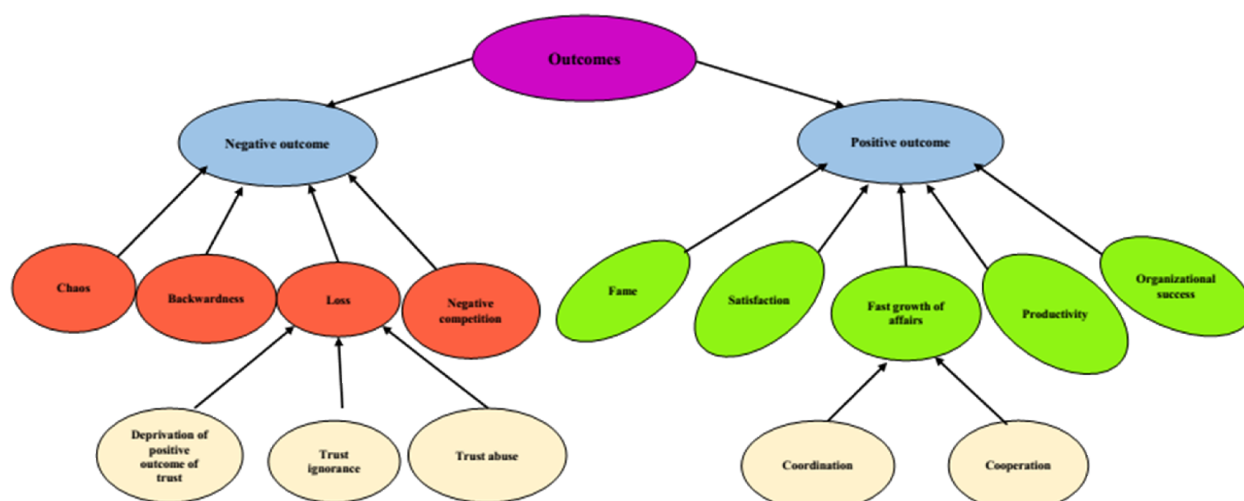 Outcomes
Negative outcome
Positive outcome
Chaos
Backwardness
Loss
Negative
competition
Fame
Satisfaction
Fast growth of
affairs
Productivity
Organizational
success
Deprivation of
positive
outcome of
trust
Trust
ignorance
Trust abuse
Coordination
Cooperation